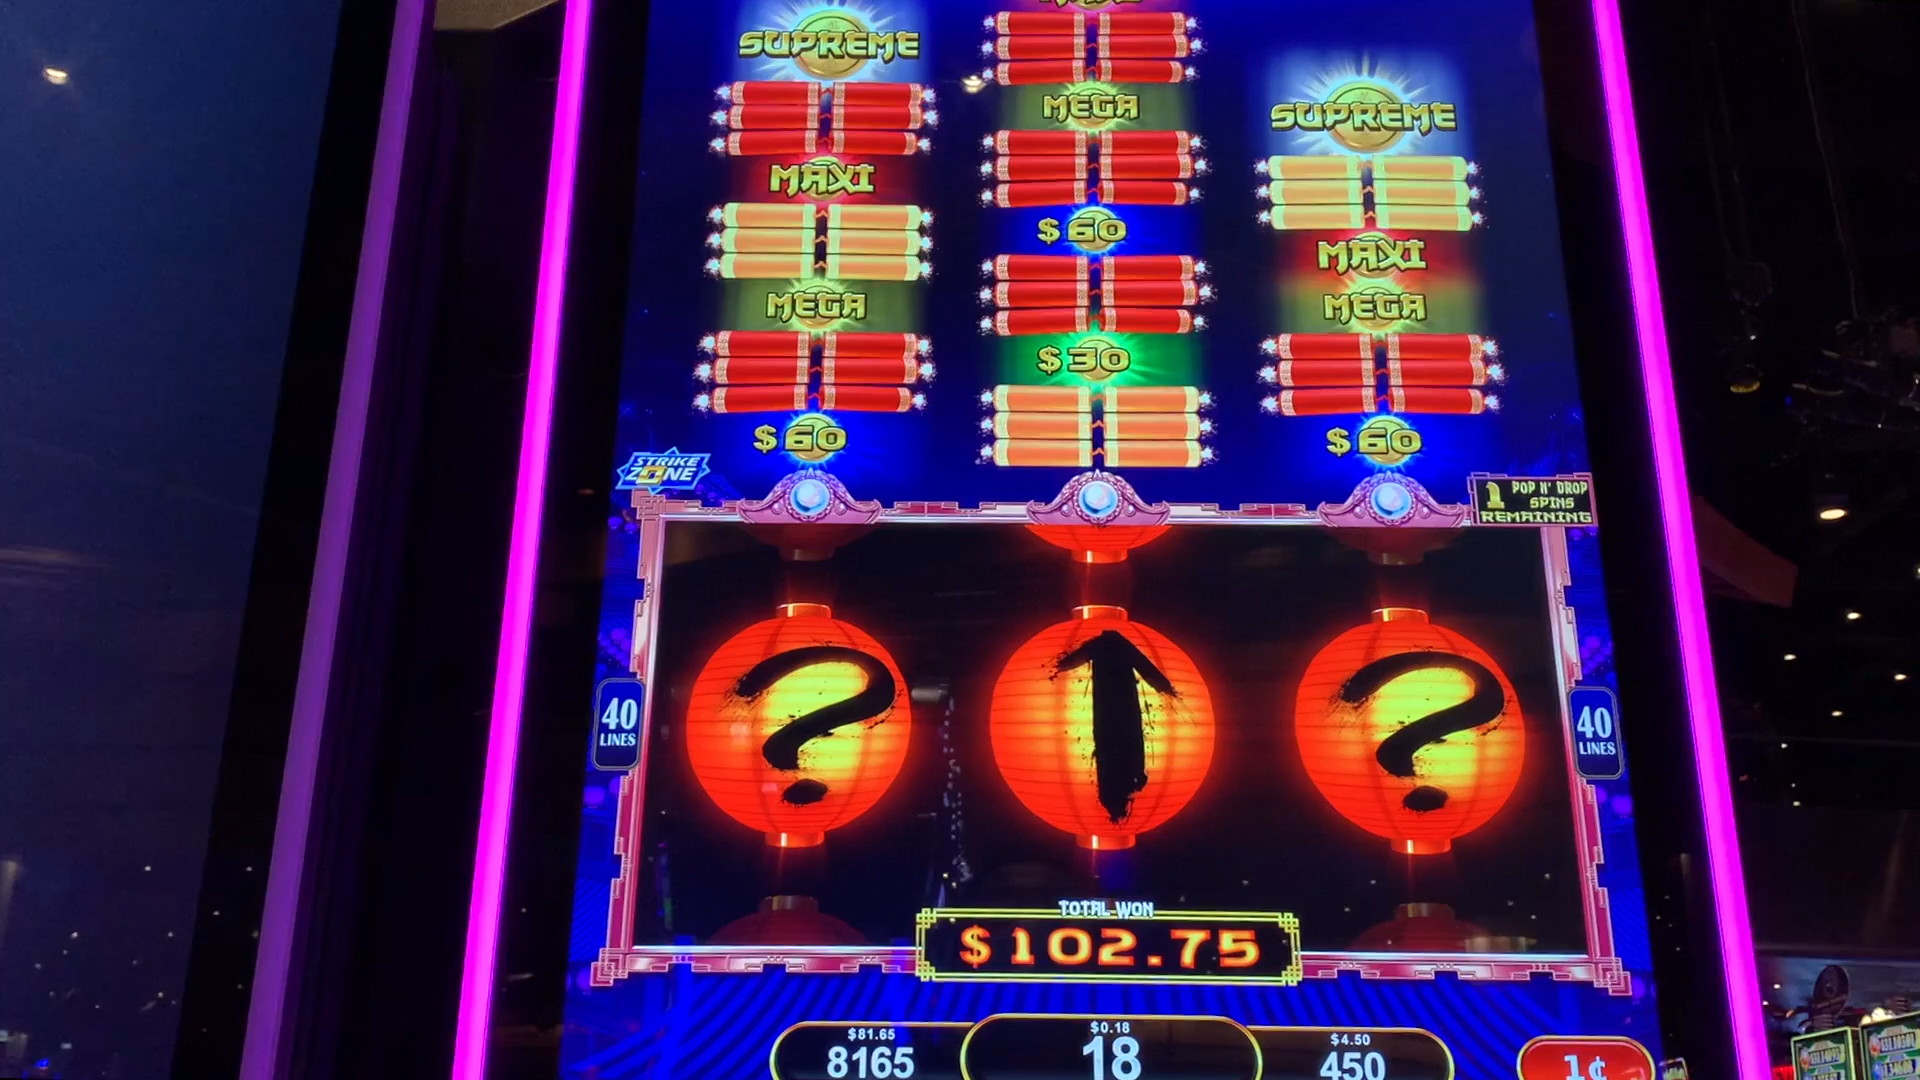 SUPREME
MEGA
SUPREME
MAXI
$60
MAXI
MEGA
MEGA
$30
$60
$60
STRIKE
ZONE
1 POP N' DROP
SPINS
REMAINING
?
?
40
LINES
40
LINES
TOTAL WON
$102.75
$81.65
8165
$0.18
18
$4.50
450
1¢